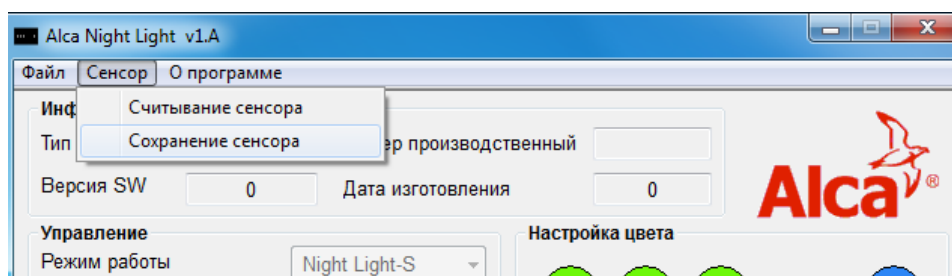 Alca Night Light v1.A
Файл Сенсор О программе
Считывание сенсора
Сохранение сенсора
Инф
Тип ер производственный
Версия SW 0 Дата изготовления 0
Alca®
Управление Настройка цвета
Режим работы Night Light-S